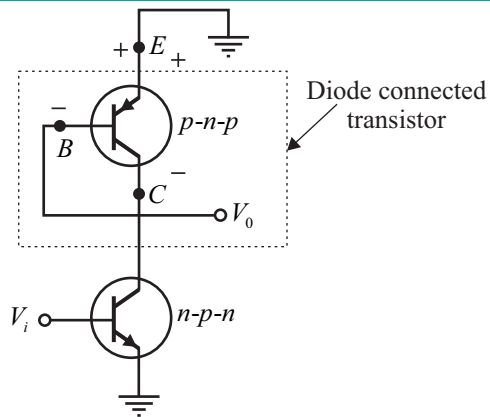 + E
+
Diode connected
transistor
–
p-n-p
B
–
C
V₀
Vᵢ
n-p-n